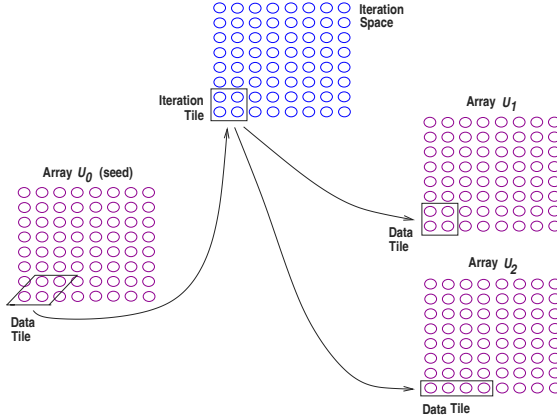 Iteration
Space
Iteration
Tile
Array U1
Array U0 (seed)
Data
Tile
Array U2
Data
Tile
Data Tile